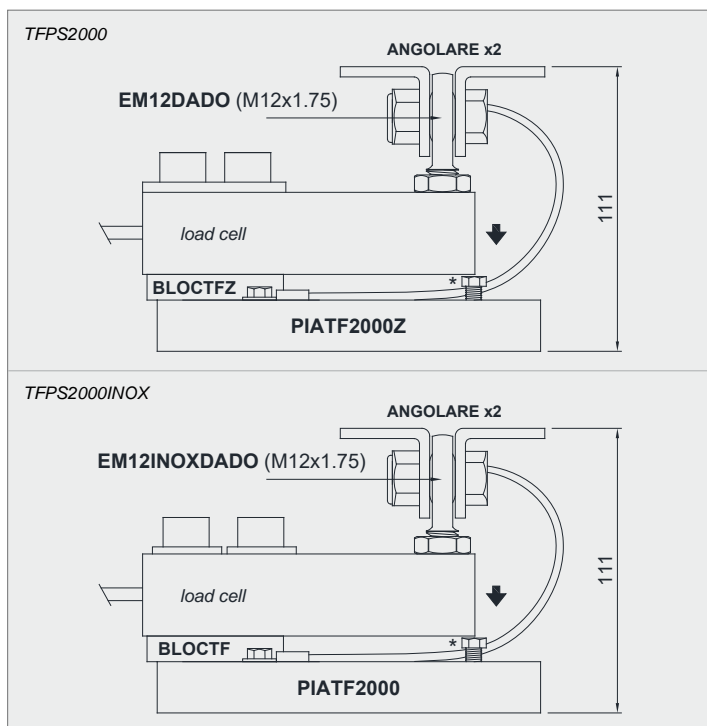 TFPS2000
ANGOLARE x2
EM12DADO (M12x1.75)
111
load cell
*
BLOCTFZ
PIATF2000Z
TFPS2000INOX
ANGOLARE x2
EM12INOXDADO (M12x1.75)
111
load cell
*
BLOCTF
PIATF2000